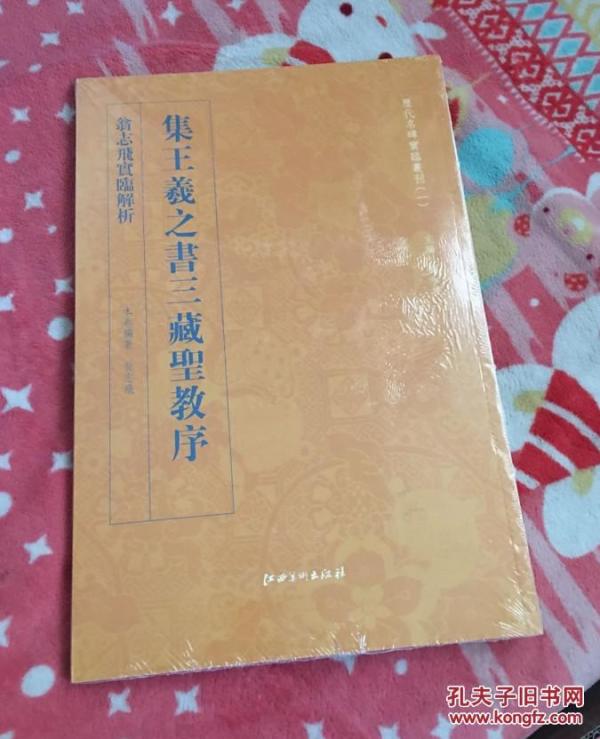 歷代名碑實臨叢書(一)
集王羲之書三藏聖教序
翁志飛實臨解析
江西美術出版社
孔夫子旧书网
www.kongfz.com